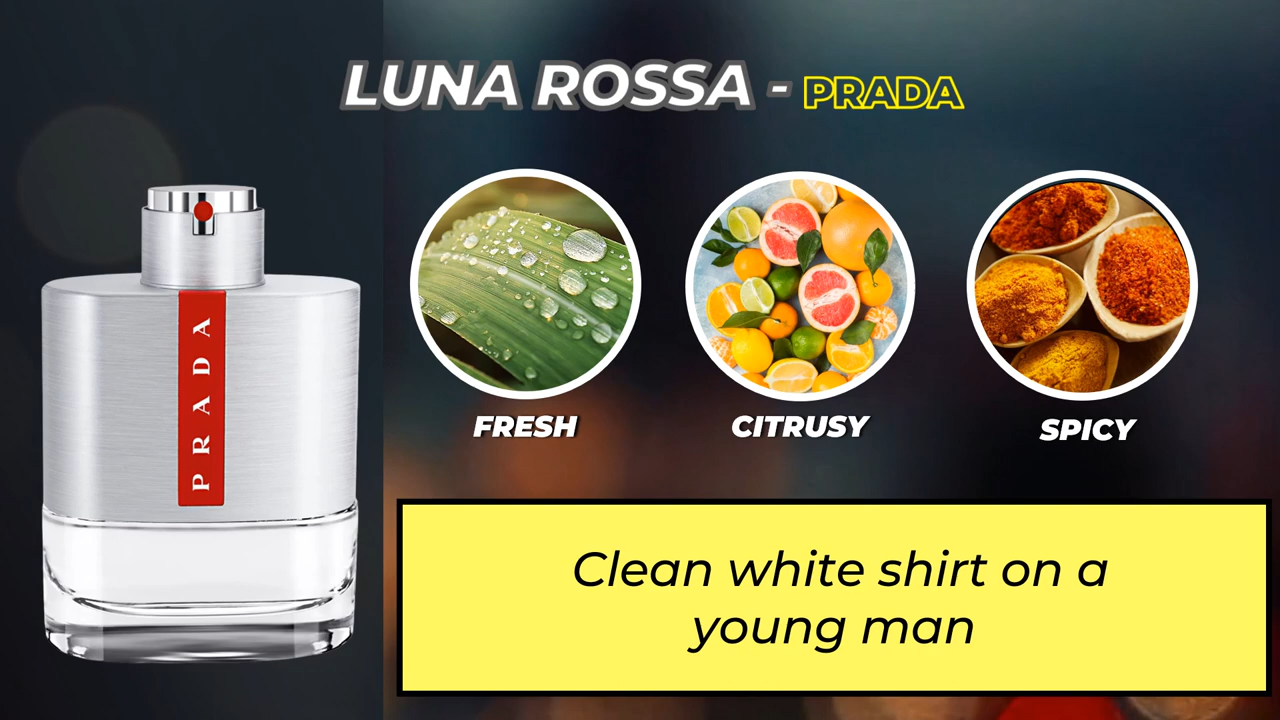 LUNA ROSSA - PRADA
PRADA
FRESH
CITRUSY
SPICY
Clean white shirt on a
young man